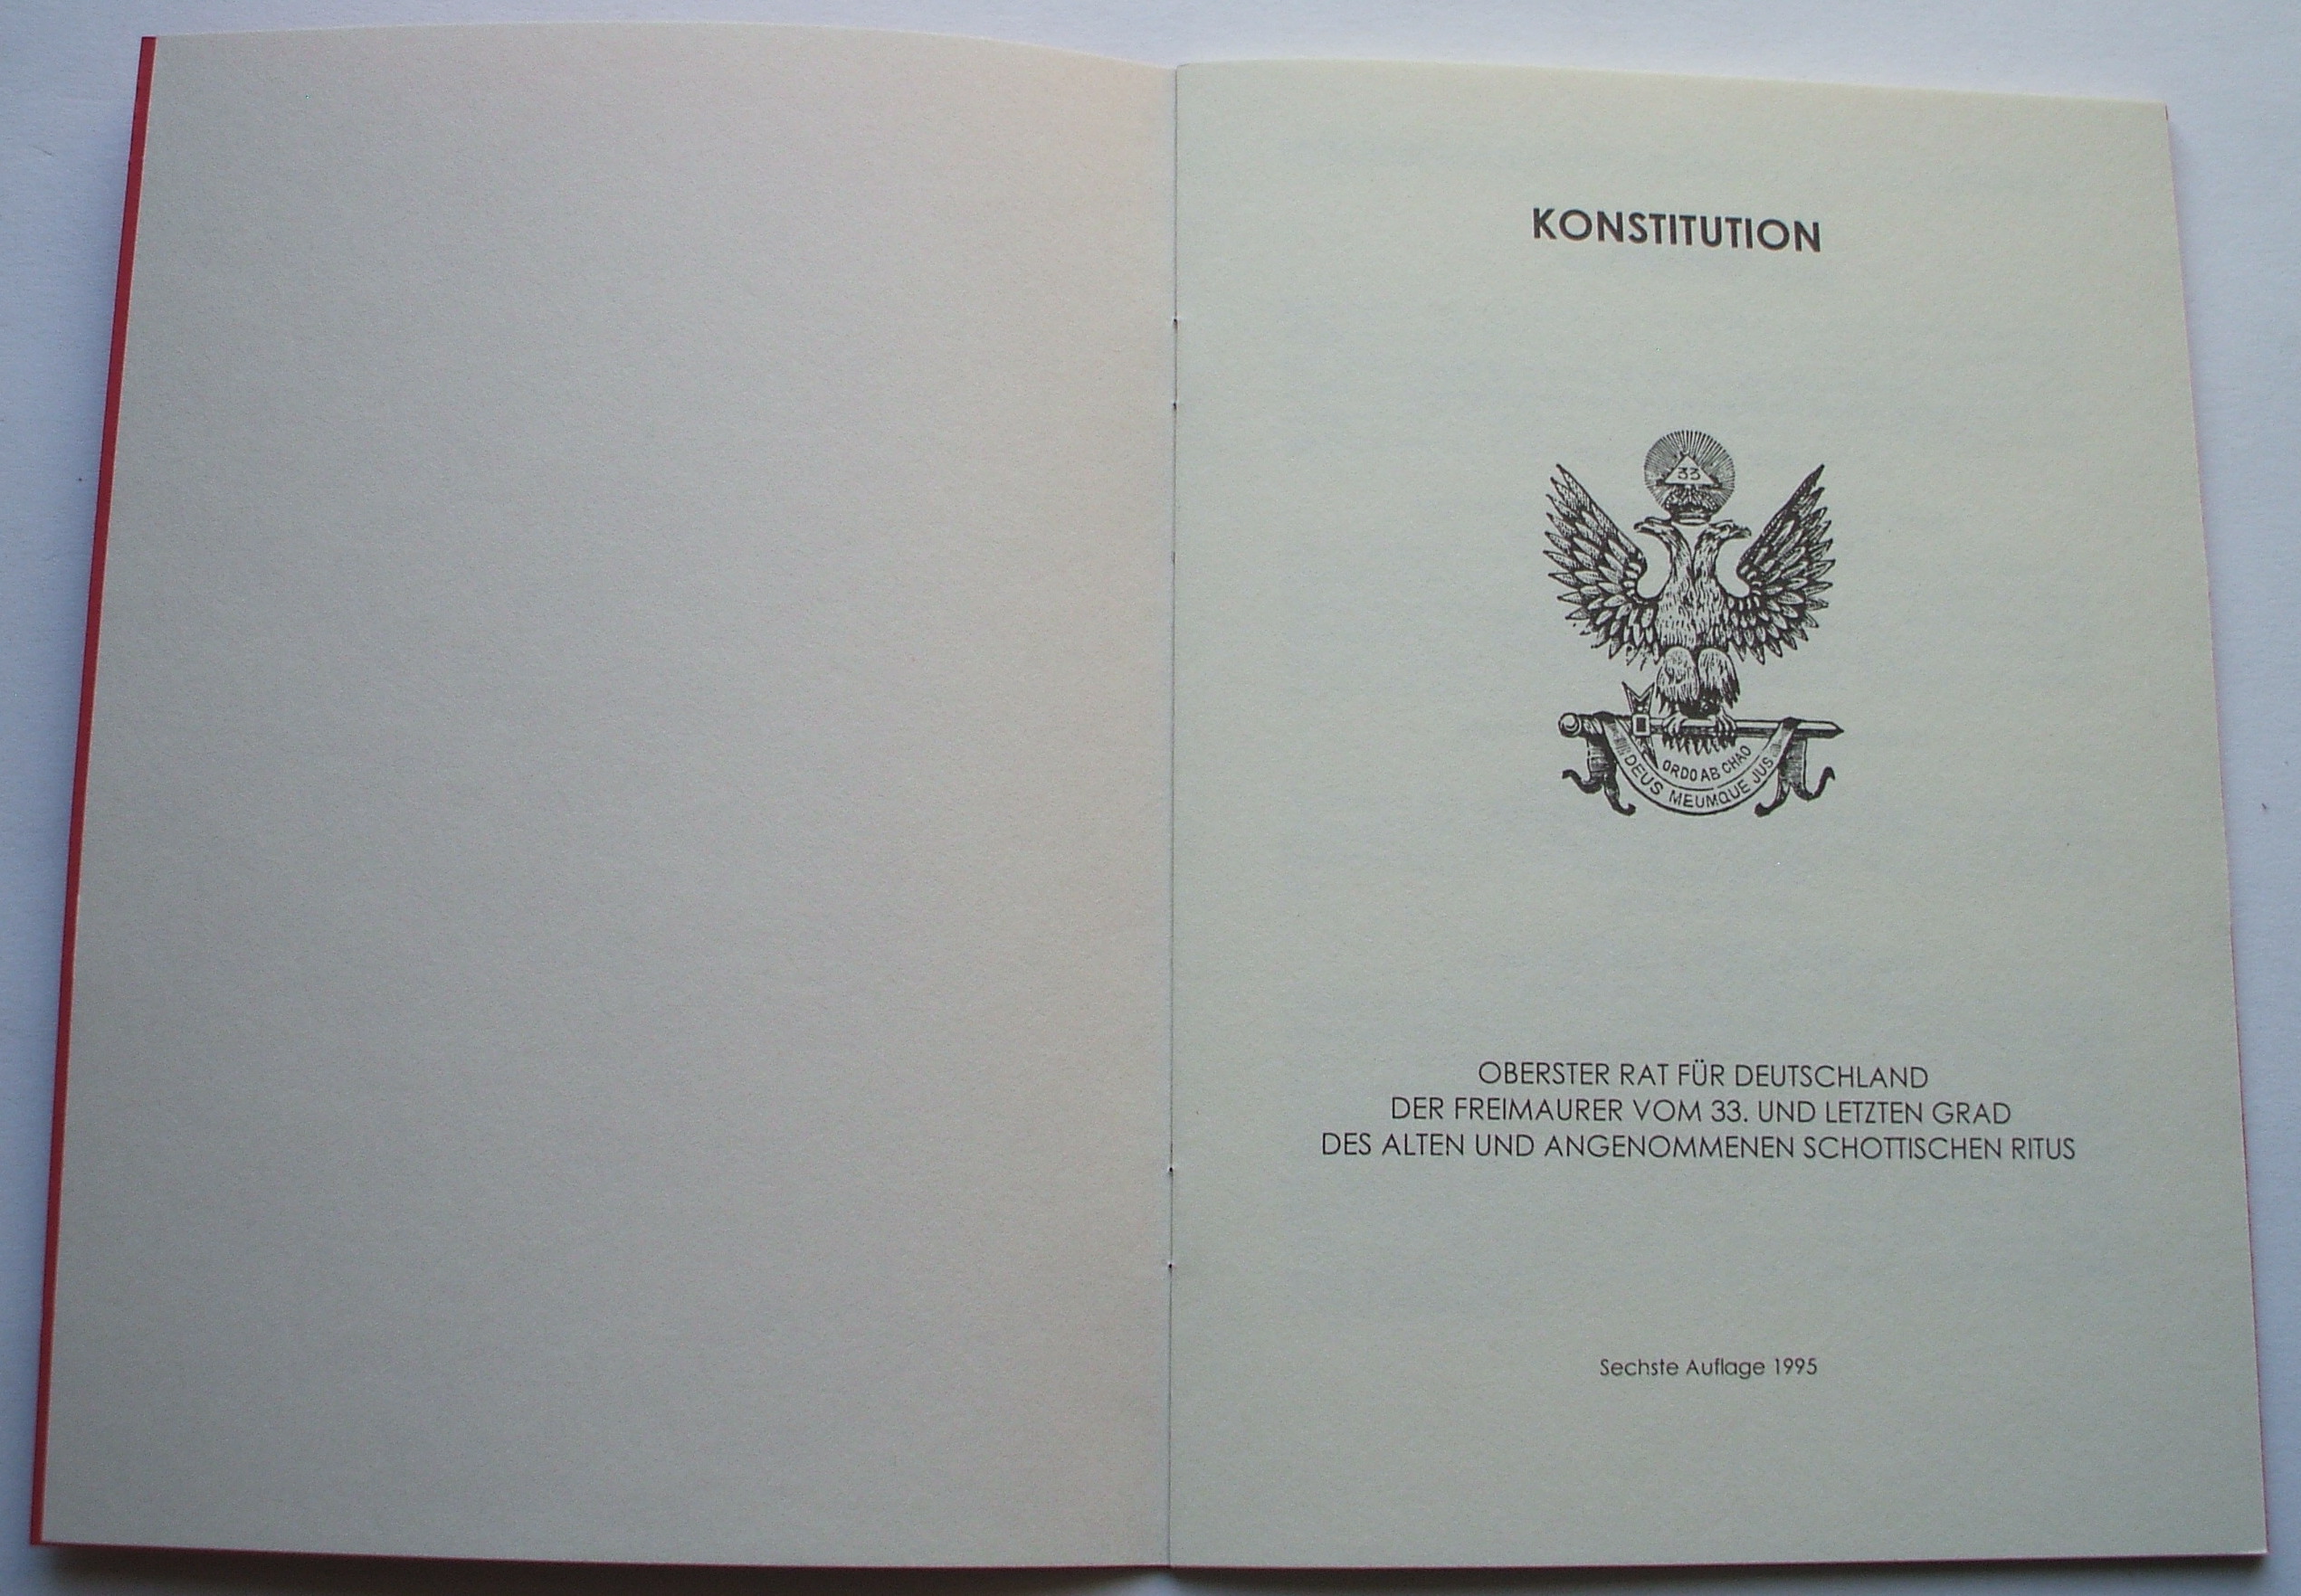 KONSTITUTION
33
ORDO AB CHAO
DEUS MEUMQUE JUS
OBERSTER RAT FÜR DEUTSCHLAND
DER FREIMAURER VOM 33. UND LETZTEN GRAD
DES ALTEN UND ANGENOMMENEN SCHOTTISCHEN RITUS
Sechste Auflage 1995